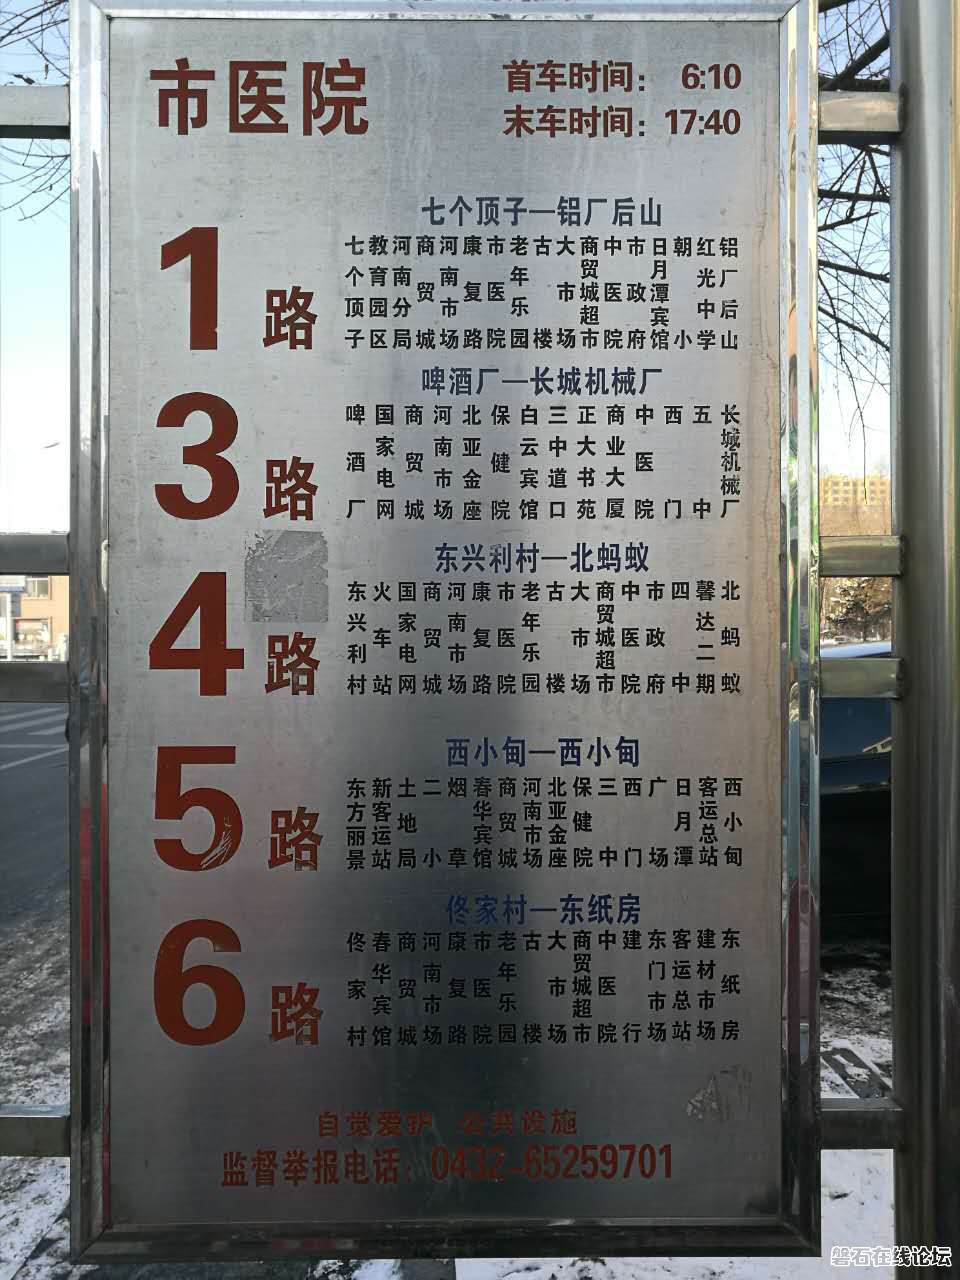 市医院
首车时间： 6:10
末车时间：17:40
1路
七个顶子—铝厂后山
七个顶子
教育园区
河南分局
商贸城
河南市场
康复路
市医院
老年乐园
古楼
大市场
商贸城超市
中医院
市政府
日月潭宾馆
朝小
红光中学
铝厂后山
3路
啤酒厂—长城机械厂
啤酒厂
国家电网
商贸城
河南市场
北亚金座
保健院
白云宾馆
三中道口
正大书苑
商业大厦
中医院
西门
五中
长城机械厂
4路
东兴利村—北蚂蚁
东兴利村
火车站
国家电网
商贸城
河南市场
康复路
市医院
老年乐园
古楼
大市场
商贸城超市
中医院
市政府
四中
馨达二期
北蚂蚁
5路
西小甸—西小甸
东方丽景
新客运站
土地局
二小
烟草
春华宾馆
商贸城
河南市场
北亚金座
保健院
三中
西门
广场
日月潭
客运总站
西小甸
6路
佟家村—东纸房
佟家村
春华宾馆
商贸城
河南市场
康复路
市医院
老年乐园
古楼
大市场
商贸城超市
中医院
建行
东门市场
客运总站
建材市场
东纸房
自觉爱护 公共设施
监督举报电话：0432-65259701
磐石在线论坛